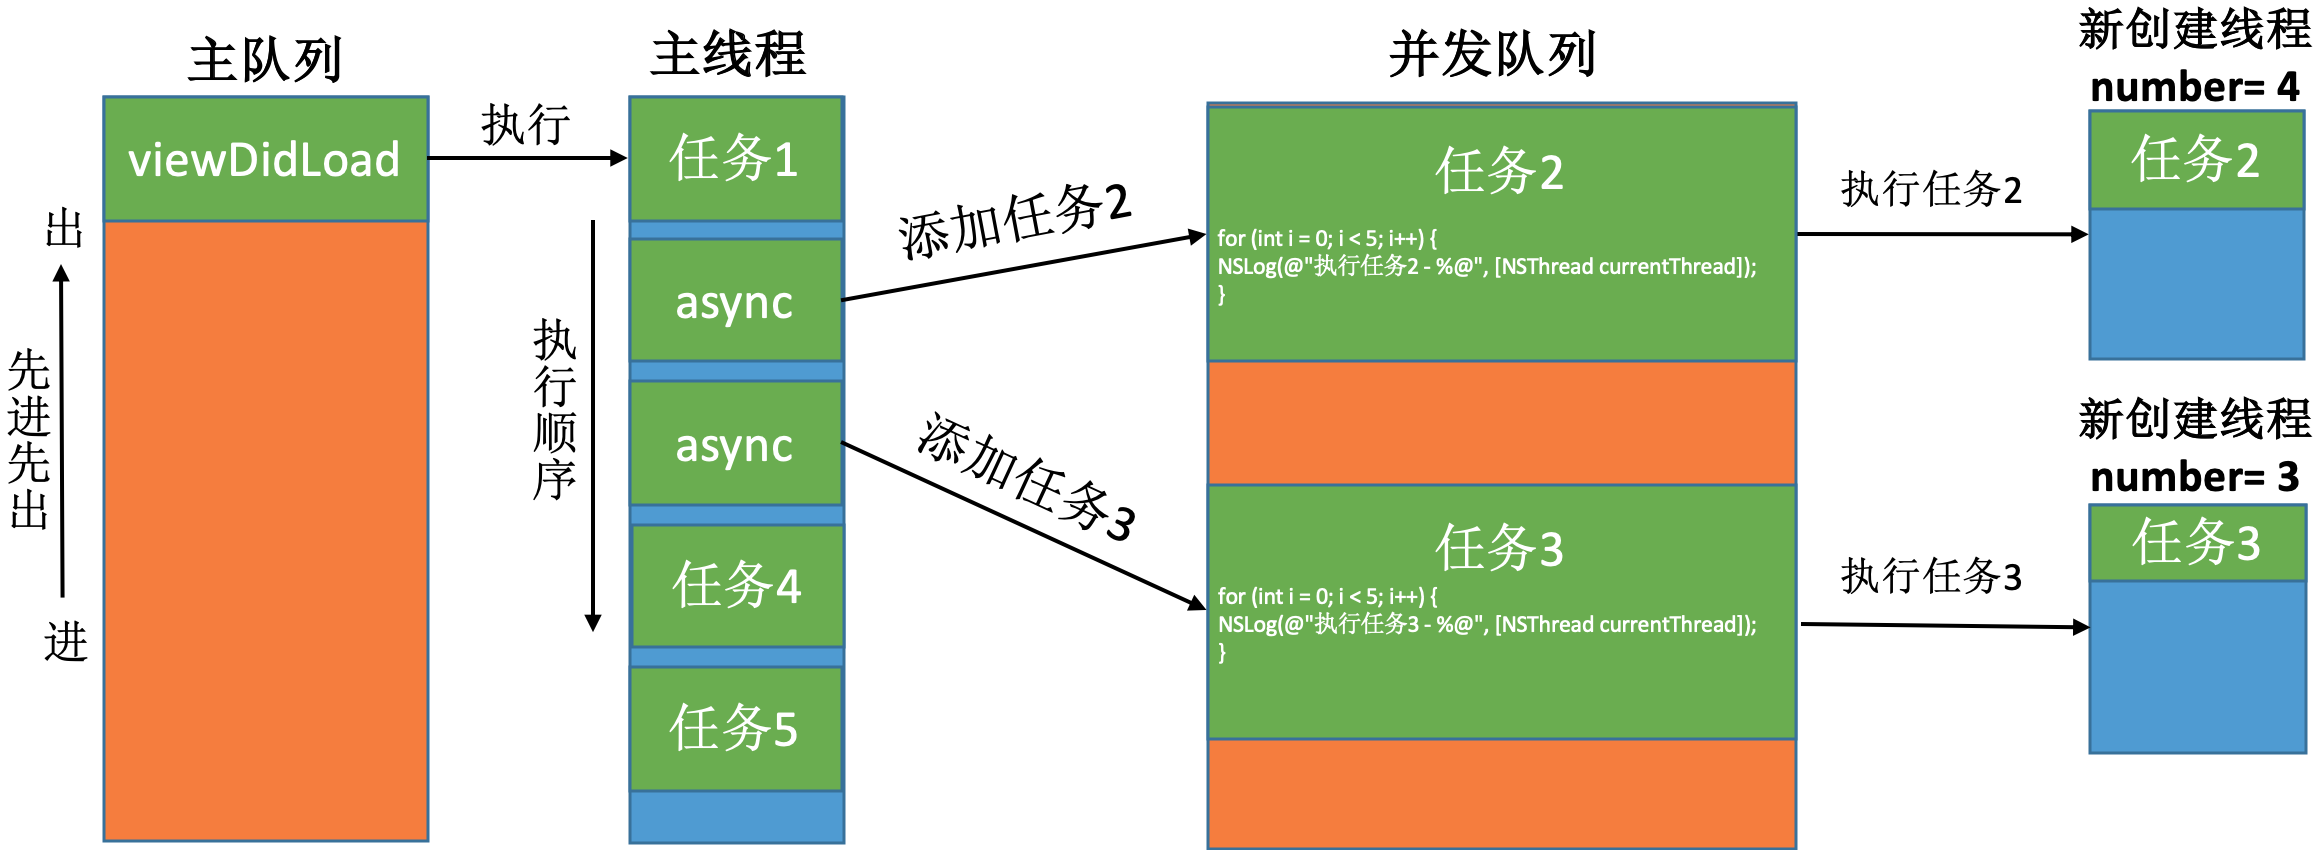 主队列
viewDidLoad
出
先进先出
进
执行
主线程
任务1
async
async
任务4
任务5
执行顺序
添加任务2
添加任务3
并发队列
任务2
for (int i = 0; i < 5; i++) {
NSLog(@"执行任务2 - %@", [NSThread currentThread]);
}
任务3
for (int i = 0; i < 5; i++) {
NSLog(@"执行任务3 - %@", [NSThread currentThread]);
}
执行任务2
执行任务3
新创建线程
number= 4
任务2
新创建线程
number= 3
任务3